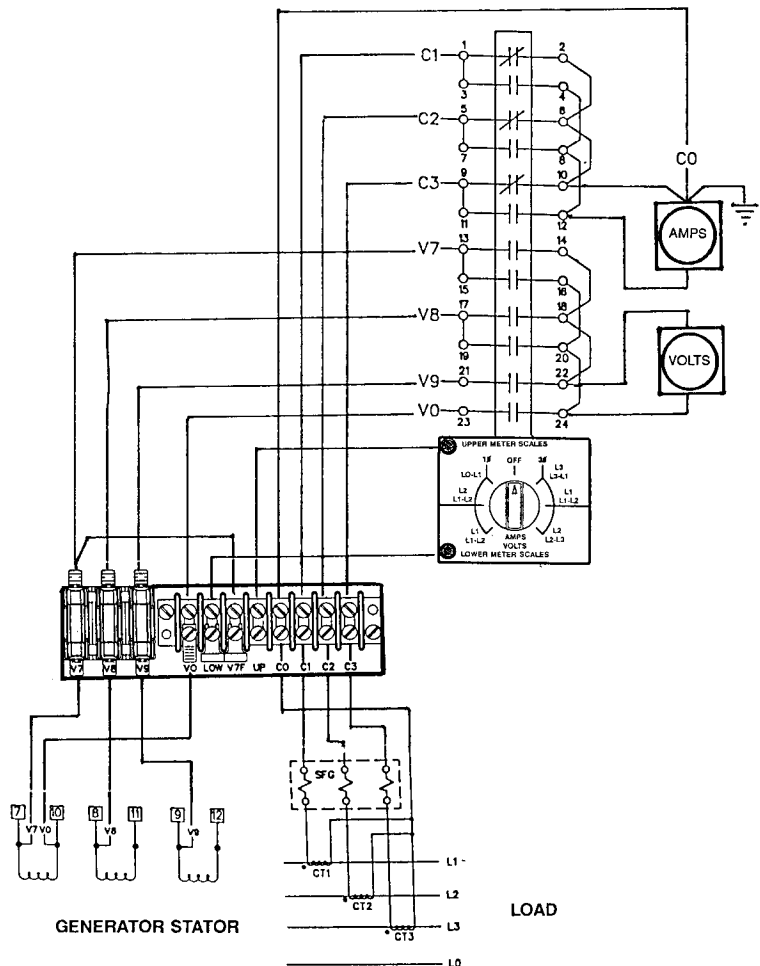 C1 1 2
3 4
C2 5 6
7 8
C3 9 10
11 12
C0
AMPS
V7 13 14
15 16
V8 17 18
19 20
V9 21 22
V0 23 24
VOLTS
UPPER METER SCALES
1Ø OFF 3Ø
L0-L1
L3
L3-L1
L2
L1-L2
L1
L1-L2
L1
L1-L2
L2
L2-L3
AMPS
VOLTS
LOWER METER SCALES
V7 V8 V9 V0 LOW V7F UP C0 C1 C2 C3
SFG
7 10 8 11 9 12
V7 V0 V8 V9
CT1 L1
CT2 L2
CT3 L3
L0
GENERATOR STATOR
LOAD